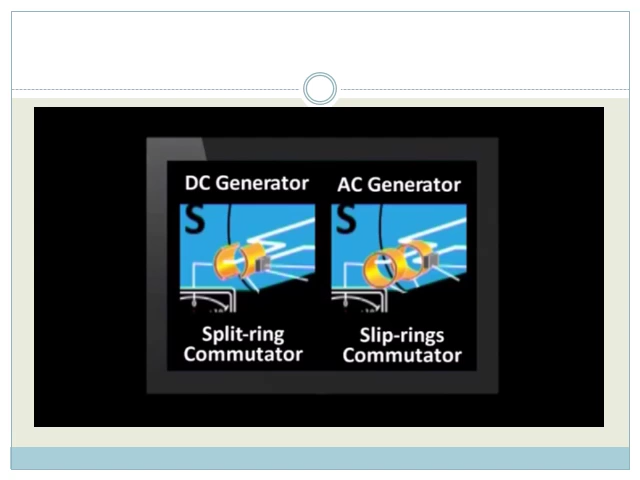 DC Generator
AC Generator
S
S
Split-ring
Commutator
Slip-rings
Commutator